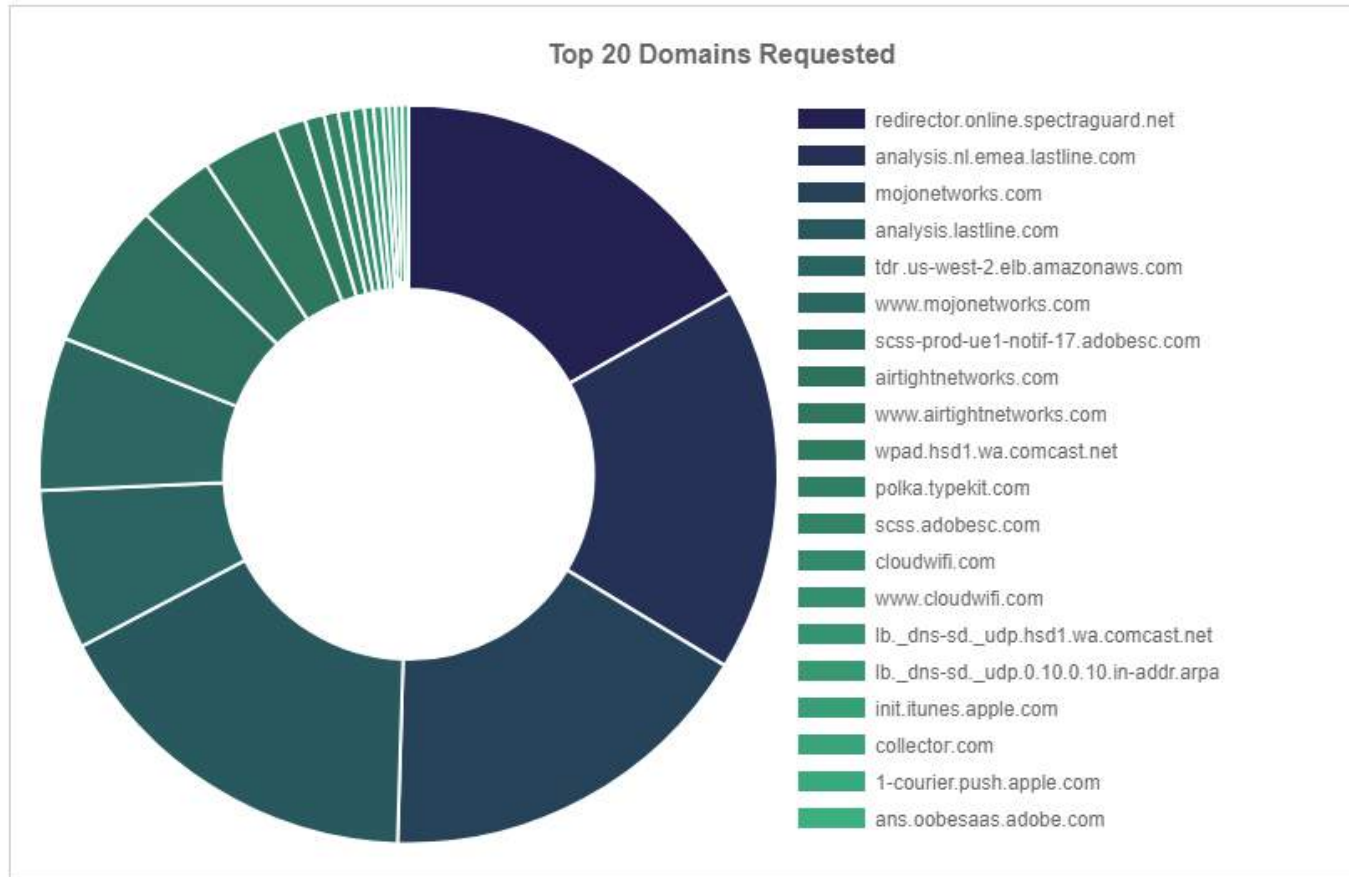 Top 20 Domains Requested
redirector.online.spectraguard.net
analysis.nl.emea.lastline.com
mojonetworks.com
analysis.lastline.com
tdr.us-west-2.elb.amazonaws.com
www.mojonetworks.com
scss-prod-ue1-notif-17.adobesc.com
airtightnetworks.com
www.airtightnetworks.com
wpad.hsd1.wa.comcast.net
polka.typekit.com
scss.adobesc.com
cloudwifi.com
www.cloudwifi.com
lb._dns-sd._udp.hsd1.wa.comcast.net
lb._dns-sd._udp.0.10.0.10.in-addr.arpa
init.itunes.apple.com
collector.com
1-courier.push.apple.com
ans.oobesaas.adobe.com